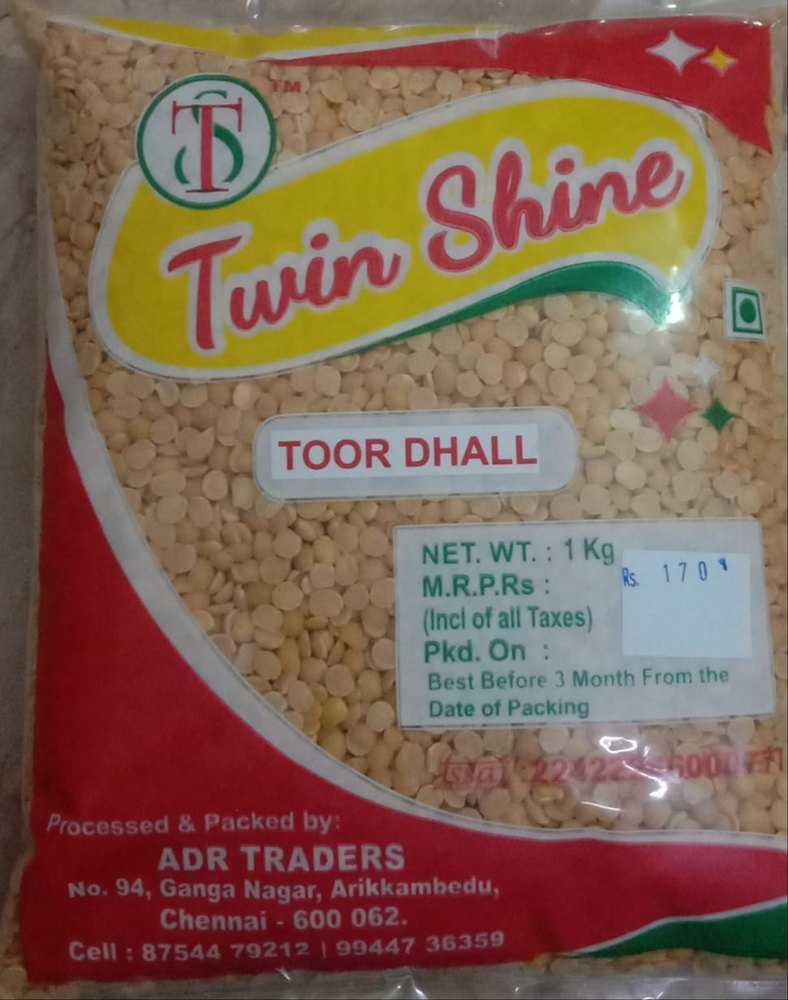 TS
TM
Twin Shine
TOOR DHALL
NET. WT. : 1 Kg
M.R.P.Rs :
Rs. 170
(Incl of all Taxes)
Pkd. On :
Best Before 3 Month From the
Date of Packing
fssai
Processed & Packed by:
ADR TRADERS
No. 94, Ganga Nagar, Arikkambedu,
Chennai - 600 062.
Cell : 87544 79212 | 99447 36359